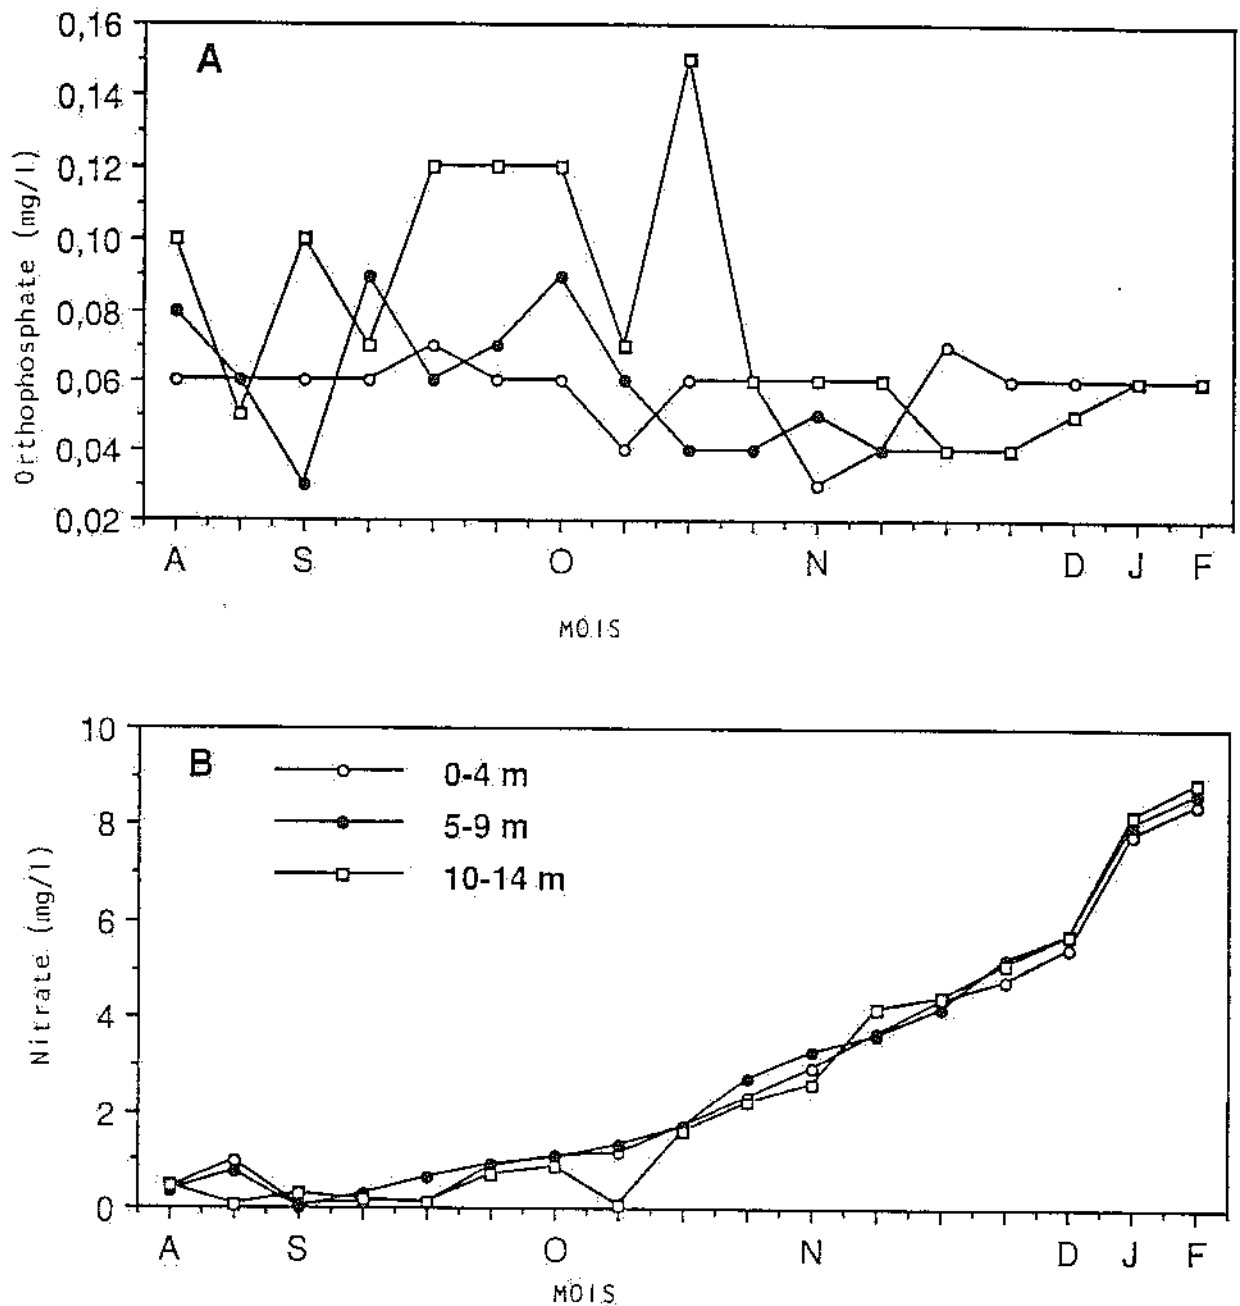 A
0,16
0,14
0,12
0,10
0,08
0,06
0,04
0,02
Orthophosphate (mg/l)
A S O N D J F
MOIS
B
0-4 m
5-9 m
10-14 m
10
8
6
4
2
0
Nitrate (mg/l)
A S O N D J F
MOIS